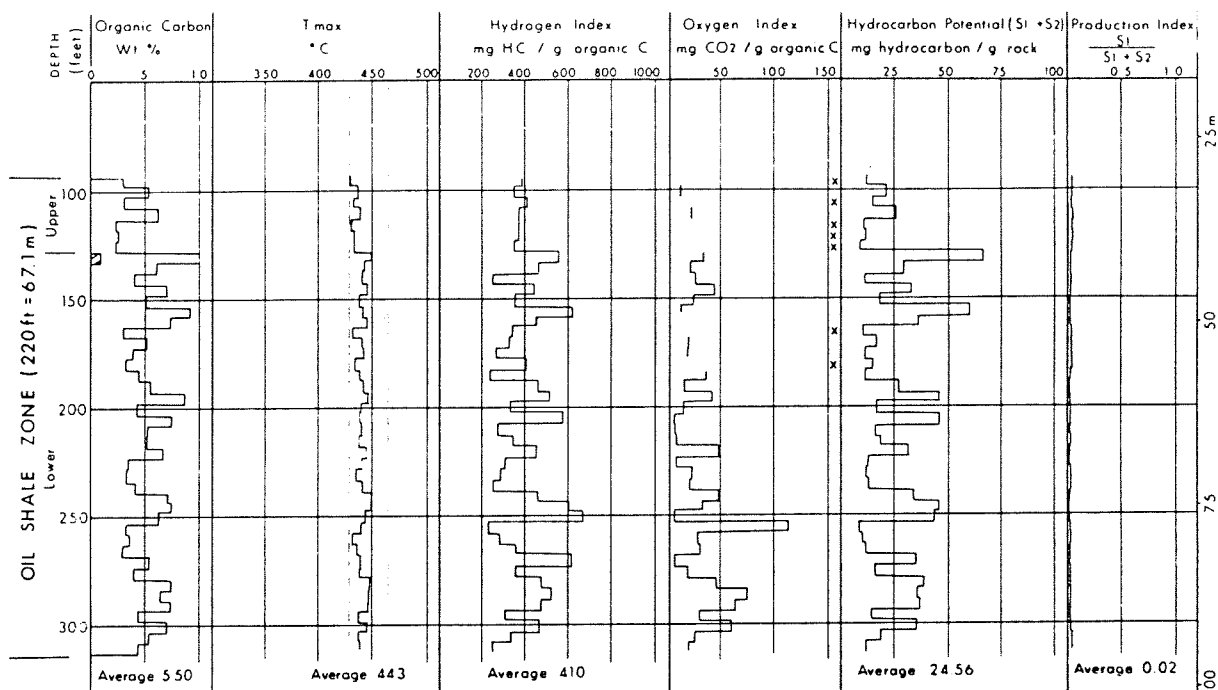 Organic Carbon
Wt %
T max
°C
Hydrogen Index
mg HC / g organic C
Oxygen Index
mg CO2 / g organic C
Hydrocarbon Potential (S1 + S2)
mg hydrocarbon / g rock
Production Index
S1
S1 + S2
DEPTH
(feet)
0 5 10
100 300 400 450 500
200 400 600 800 1000
50 100 150
25 50 75 100
0.5 1.0
m
25
50
75
100
150
200
250
300
OIL SHALE ZONE (220 ft = 67.1 m)
Upper
Lower
x
x
x
x
x
x
x
Average 5.50
Average 443
Average 410
Average 24.56
Average 0.02